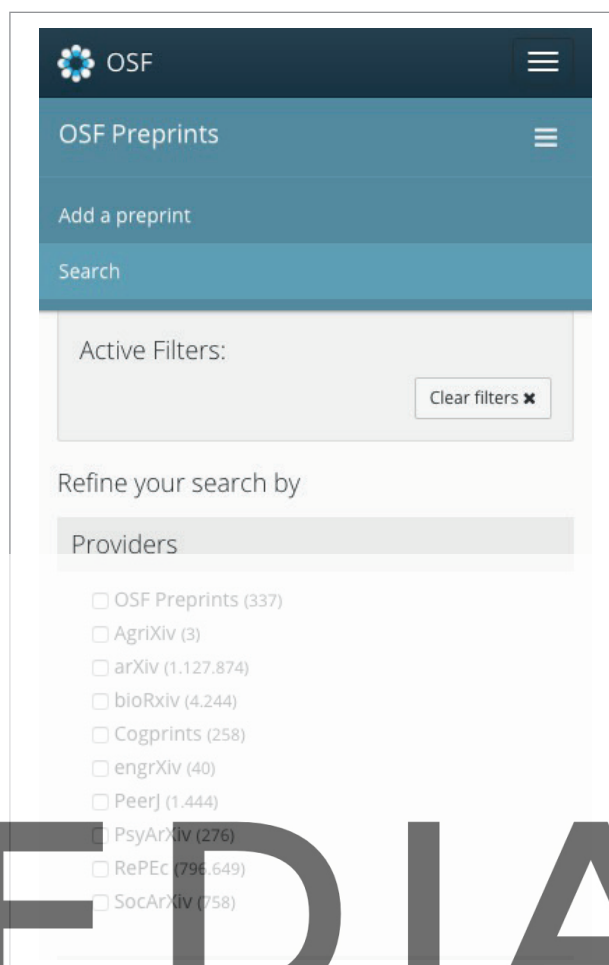 OSF
OSF Preprints
Add a preprint
Search
Active Filters:
Clear filters ✖
Refine your search by
Providers
OSF Preprints (337)
AgriXiv (3)
arXiv (1.127.874)
bioRxiv (4.244)
Cogprints (258)
engrXiv (40)
PeerJ (1.444)
PsyArXiv (276)
RePEc (796.649)
SocArXiv (758)
EDIA